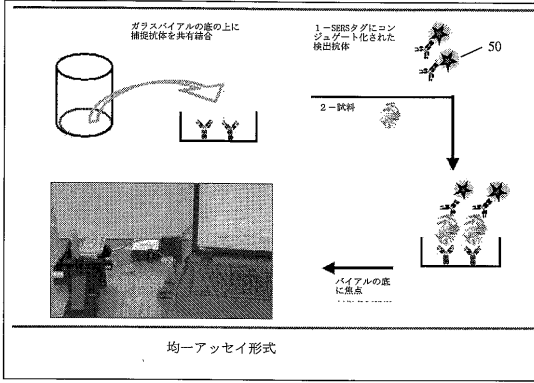 ガラスバイアルの底の上に
捕捉抗体を共有結合
1－SERSタグにコン
ジュゲート化された
検出抗体
50
2－試料
バイアルの底
に焦点
均一アッセイ形式